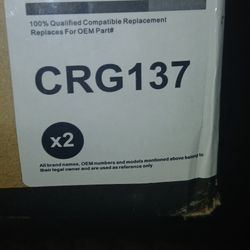 100% Qualified Compatible Replacement
Replaces For OEM Part#
CRG137
x2
All brand names, OEM numbers and models mentioned above belong to
their legal owner and are used as reference only